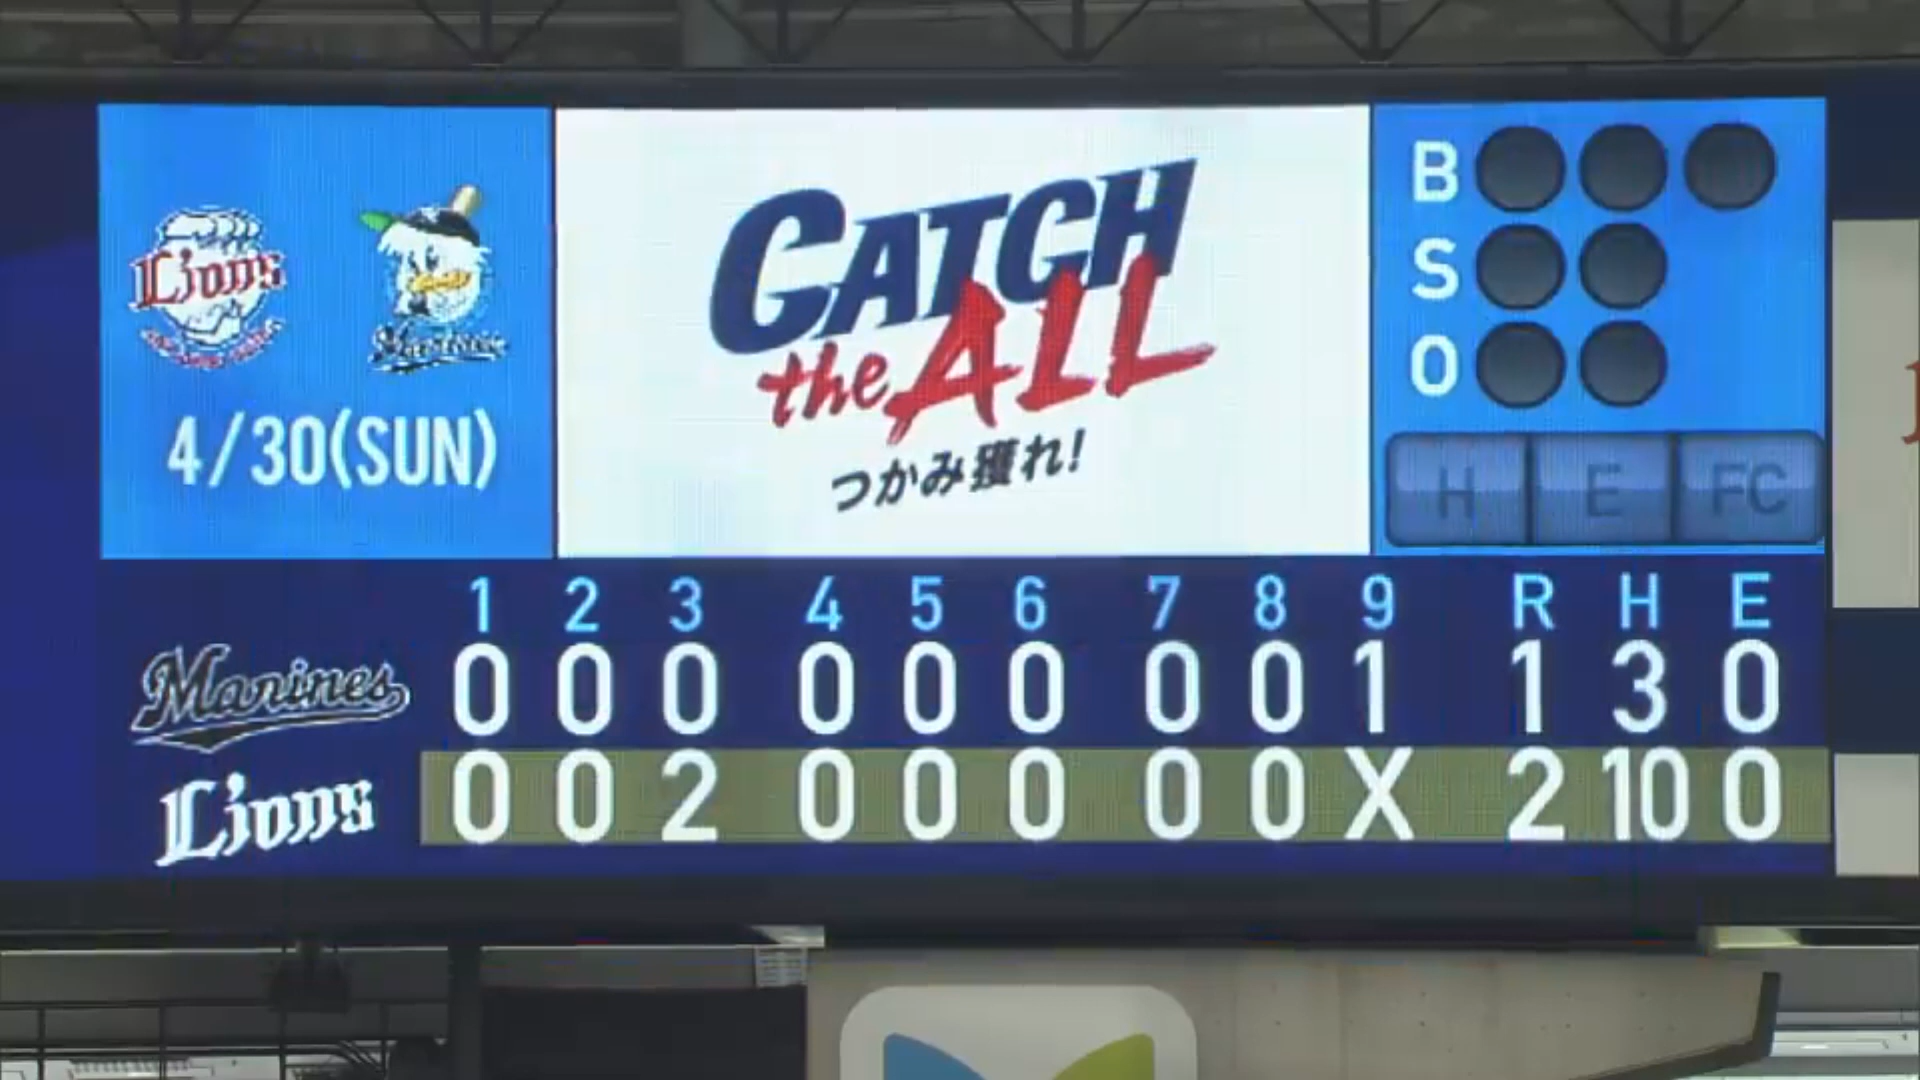 Lions
Marines
4/30(SUN)
CATCH
the ALL
つかみ獲れ!
B
S
O
H E FC
1 2 3 4 5 6 7 8 9 R H E
Marines 0 0 0 0 0 0 0 0 1 1 3 0
Lions 0 0 2 0 0 0 0 0 X 2 10 0